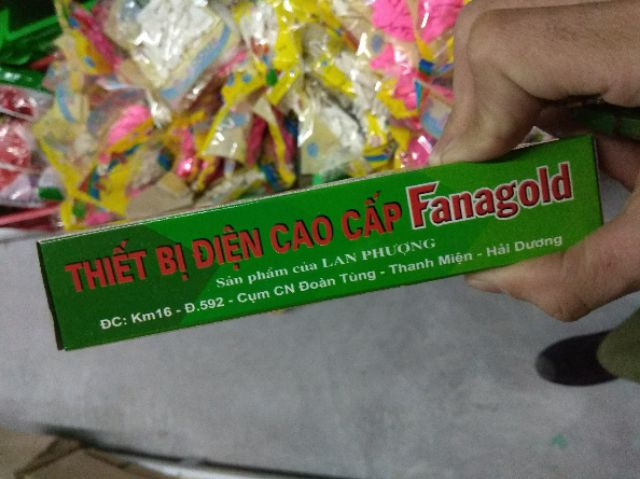 THIẾT BỊ ĐIỆN CAO CẤP Fanagold
Sản phẩm của LAN PHƯỢNG
ĐC: Km16 - Đ.592 - Cụm CN Đoàn Tùng - Thanh Miện - Hải Dương